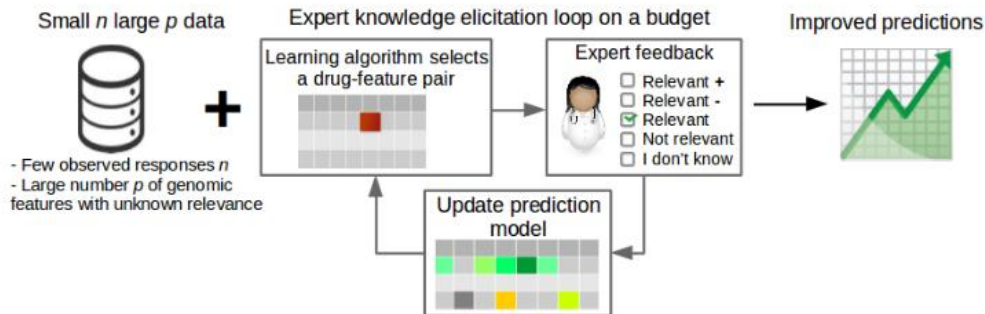 Small n large p data
Expert knowledge elicitation loop on a budget
Improved predictions
Learning algorithm selects
a drug-feature pair
Expert feedback
Relevant +
Relevant -
Relevant
Not relevant
I don't know
+
- Few observed responses n
- Large number p of genomic
features with unknown relevance
Update prediction
model